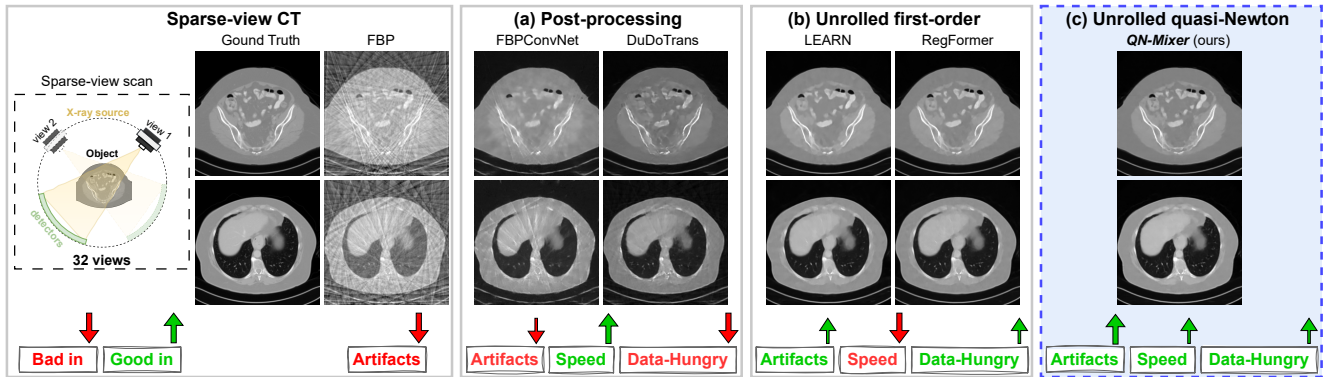 Sparse-view CT
Gound Truth
FBP
Sparse-view scan
X-ray source
view 2
view 1
Object
detectors
32 views
Bad in
Good in
Artifacts
(a) Post-processing
FBPConvNet
DuDoTrans
Artifacts
Speed
Data-Hungry
(b) Unrolled first-order
LEARN
RegFormer
Artifacts
Speed
Data-Hungry
(c) Unrolled quasi-Newton
QN-Mixer (ours)
Artifacts
Speed
Data-Hungry